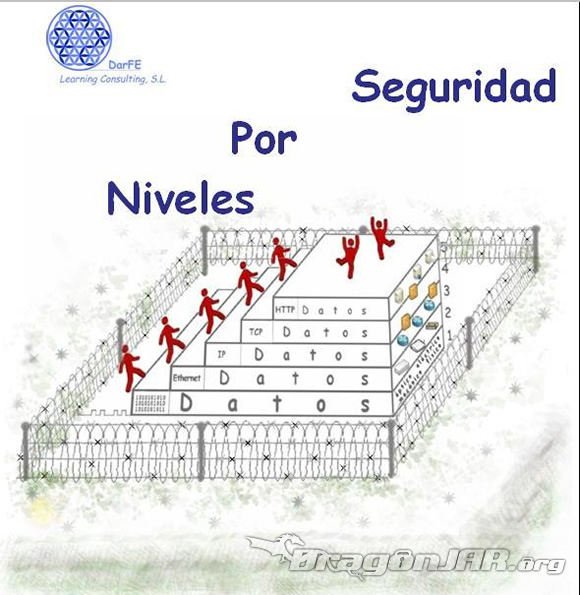 DarFE
Learning Consulting, S.L.
Seguridad
Por
Niveles
5
4
3
2
1
HTTP Datos
TCP Datos
IP Datos
Ethernet Datos
Datos
DragonJAR.org